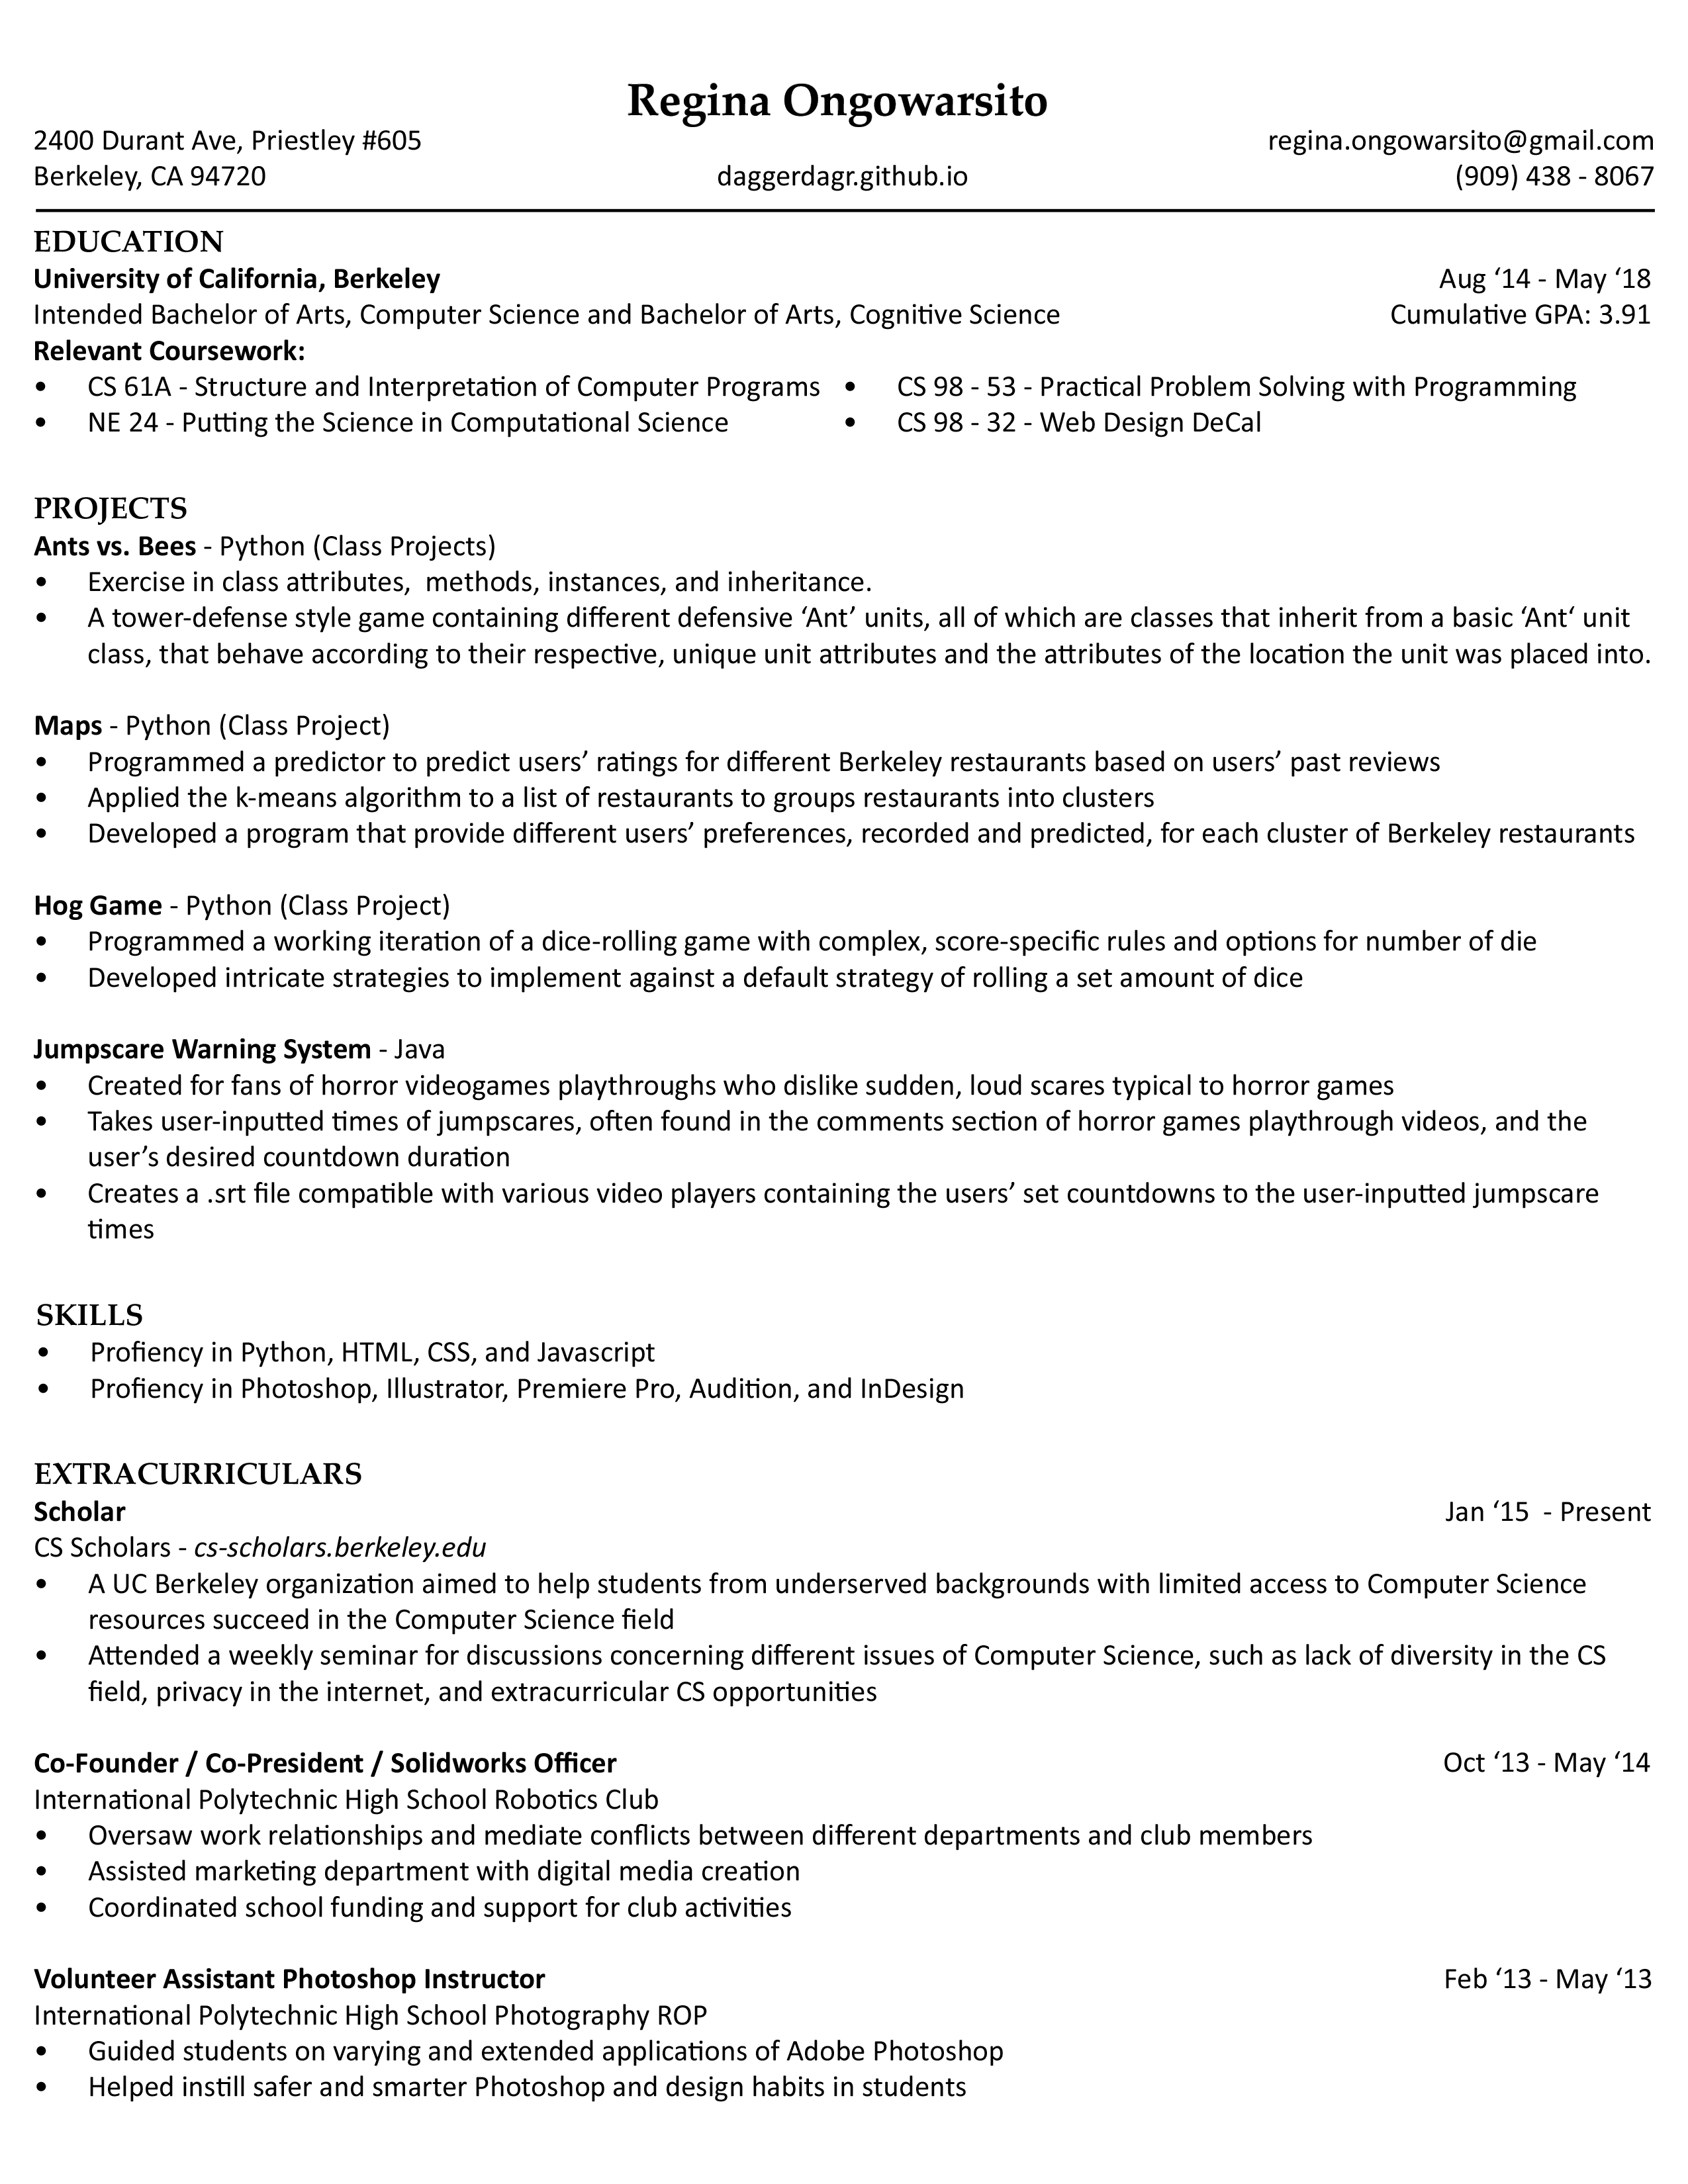 Regina Ongowarsito
2400 Durant Ave, Priestley #605
regina.ongowarsito@gmail.com
Berkeley, CA 94720
daggerdagr.github.io
(909) 438 - 8067
EDUCATION
University of California, Berkeley
Aug ‘14 - May ‘18
Intended Bachelor of Arts, Computer Science and Bachelor of Arts, Cognitive Science
Cumulative GPA: 3.91
Relevant Coursework:
• CS 61A - Structure and Interpretation of Computer Programs
• CS 98 - 53 - Practical Problem Solving with Programming
• NE 24 - Putting the Science in Computational Science
• CS 98 - 32 - Web Design DeCal
PROJECTS
Ants vs. Bees - Python (Class Projects)
• Exercise in class attributes,  methods, instances, and inheritance.
• A tower-defense style game containing different defensive ‘Ant’ units, all of which are classes that inherit from a basic ‘Ant‘ unit
class, that behave according to their respective, unique unit attributes and the attributes of the location the unit was placed into.
Maps - Python (Class Project)
• Programmed a predictor to predict users’ ratings for different Berkeley restaurants based on users’ past reviews
• Applied the k-means algorithm to a list of restaurants to groups restaurants into clusters
• Developed a program that provide different users’ preferences, recorded and predicted, for each cluster of Berkeley restaurants
Hog Game - Python (Class Project)
• Programmed a working iteration of a dice-rolling game with complex, score-specific rules and options for number of die
• Developed intricate strategies to implement against a default strategy of rolling a set amount of dice
Jumpscare Warning System - Java
• Created for fans of horror videogames playthroughs who dislike sudden, loud scares typical to horror games
• Takes user-inputted times of jumpscares, often found in the comments section of horror games playthrough videos, and the
user’s desired countdown duration
• Creates a .srt file compatible with various video players containing the users’ set countdowns to the user-inputted jumpscare
times
SKILLS
• Profiency in Python, HTML, CSS, and Javascript
• Profiency in Photoshop, Illustrator, Premiere Pro, Audition, and InDesign
EXTRACURRICULARS
Scholar
Jan ‘15  - Present
CS Scholars - cs-scholars.berkeley.edu
• A UC Berkeley organization aimed to help students from underserved backgrounds with limited access to Computer Science
resources succeed in the Computer Science field
• Attended a weekly seminar for discussions concerning different issues of Computer Science, such as lack of diversity in the CS
field, privacy in the internet, and extracurricular CS opportunities
Co-Founder / Co-President / Solidworks Officer
Oct ‘13 - May ‘14
International Polytechnic High School Robotics Club
• Oversaw work relationships and mediate conflicts between different departments and club members
• Assisted marketing department with digital media creation
• Coordinated school funding and support for club activities
Volunteer Assistant Photoshop Instructor
Feb ‘13 - May ‘13
International Polytechnic High School Photography ROP
• Guided students on varying and extended applications of Adobe Photoshop
• Helped instill safer and smarter Photoshop and design habits in students